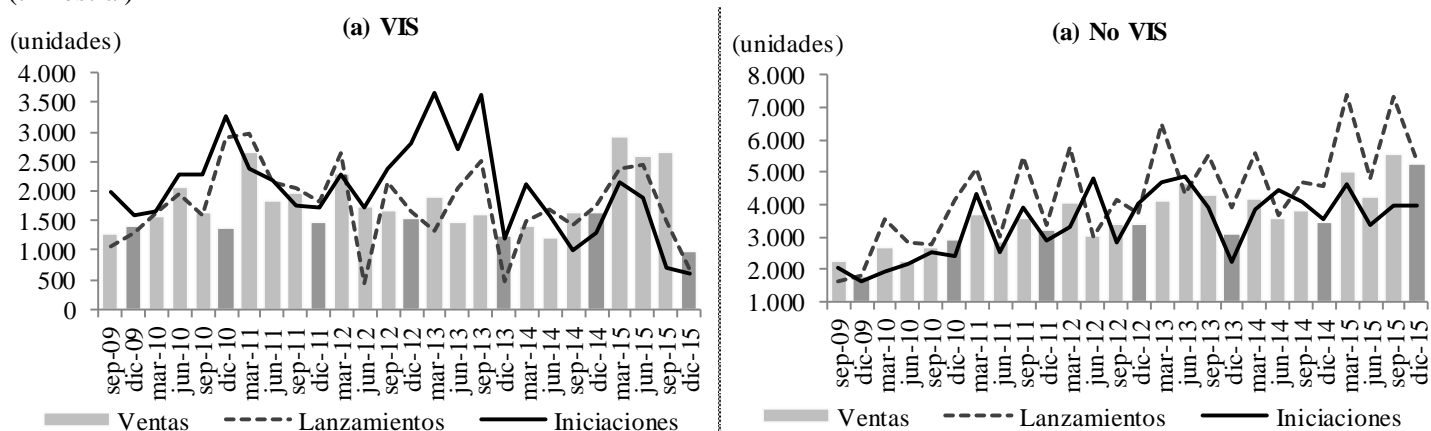 (a) VIS
(unidades)
4.000
3.500
3.000
2.500
2.000
1.500
1.000
500
0
sep-09
dic-09
mar-10
jun-10
sep-10
dic-10
mar-11
jun-11
sep-11
dic-11
mar-12
jun-12
sep-12
dic-12
mar-13
jun-13
sep-13
dic-13
mar-14
jun-14
sep-14
dic-14
mar-15
jun-15
sep-15
dic-15
Ventas Lanzamientos Iniciaciones
(a) No VIS
(unidades)
8.000
7.000
6.000
5.000
4.000
3.000
2.000
1.000
sep-09
dic-09
mar-10
jun-10
sep-10
dic-10
mar-11
jun-11
sep-11
dic-11
mar-12
jun-12
sep-12
dic-12
mar-13
jun-13
sep-13
dic-13
mar-14
jun-14
sep-14
dic-14
mar-15
jun-15
sep-15
dic-15
Ventas Lanzamientos Iniciaciones